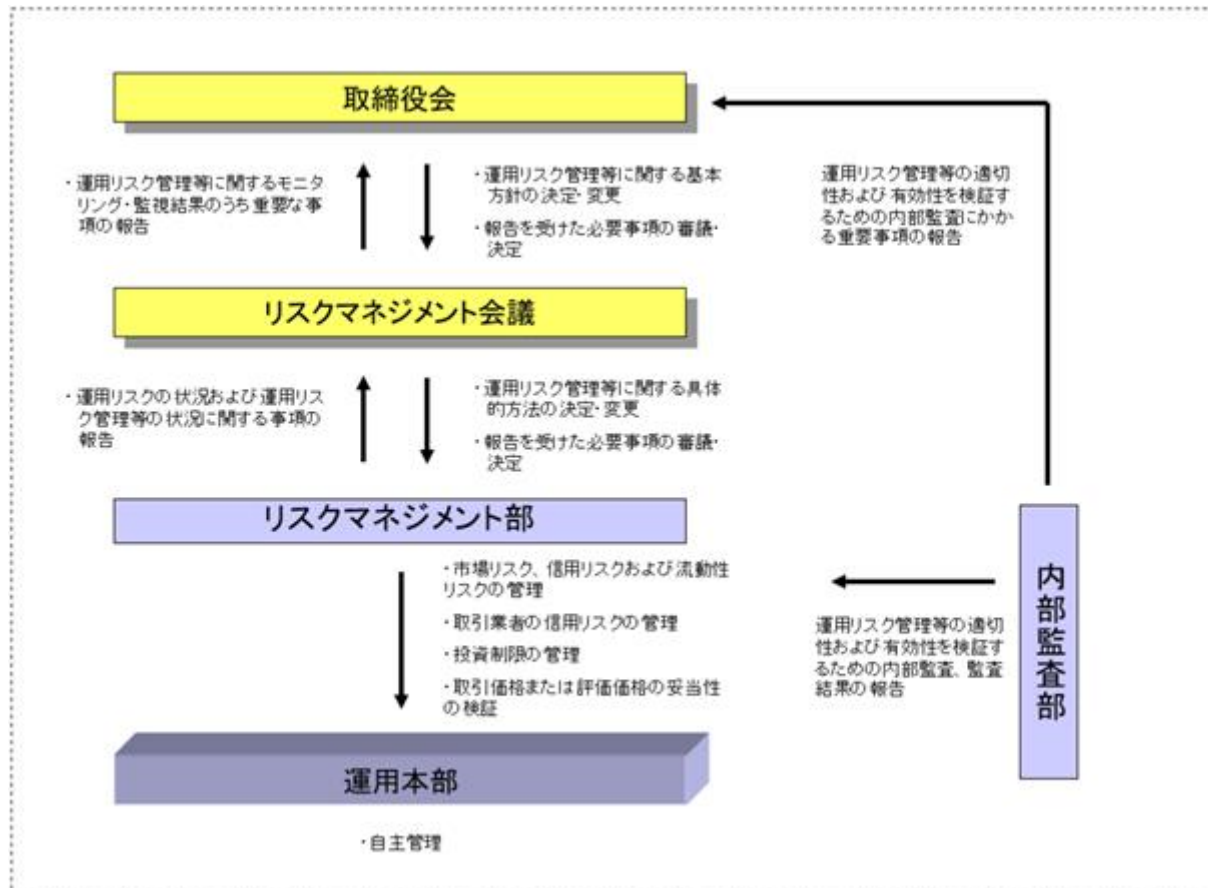 取締役会
・運用リスク管理等に関するモニタ
リング・監視結果のうち重要な事
項の報告
・運用リスク管理等に関する基本
方針の決定・変更
・報告を受けた必要事項の審議・
決定
運用リスク管理等の適切
性および有効性を検証す
るための内部監査にかか
る重要事項の報告
リスクマネジメント会議
・運用リスクの状況および運用リス
ク管理等の状況に関する事項の
報告
・運用リスク管理等に関する具体
的方法の決定・変更
・報告を受けた必要事項の審議・
決定
リスクマネジメント部
・市場リスク、信用リスクおよび流動性
リスクの管理
・取引業者の信用リスクの管理
・投資制限の管理
・取引価格または評価価格の妥当性
の検証
運用リスク管理等の適切
性および有効性を検証す
るための内部監査、監査
結果の報告
内部監査部
運用本部
・自主管理